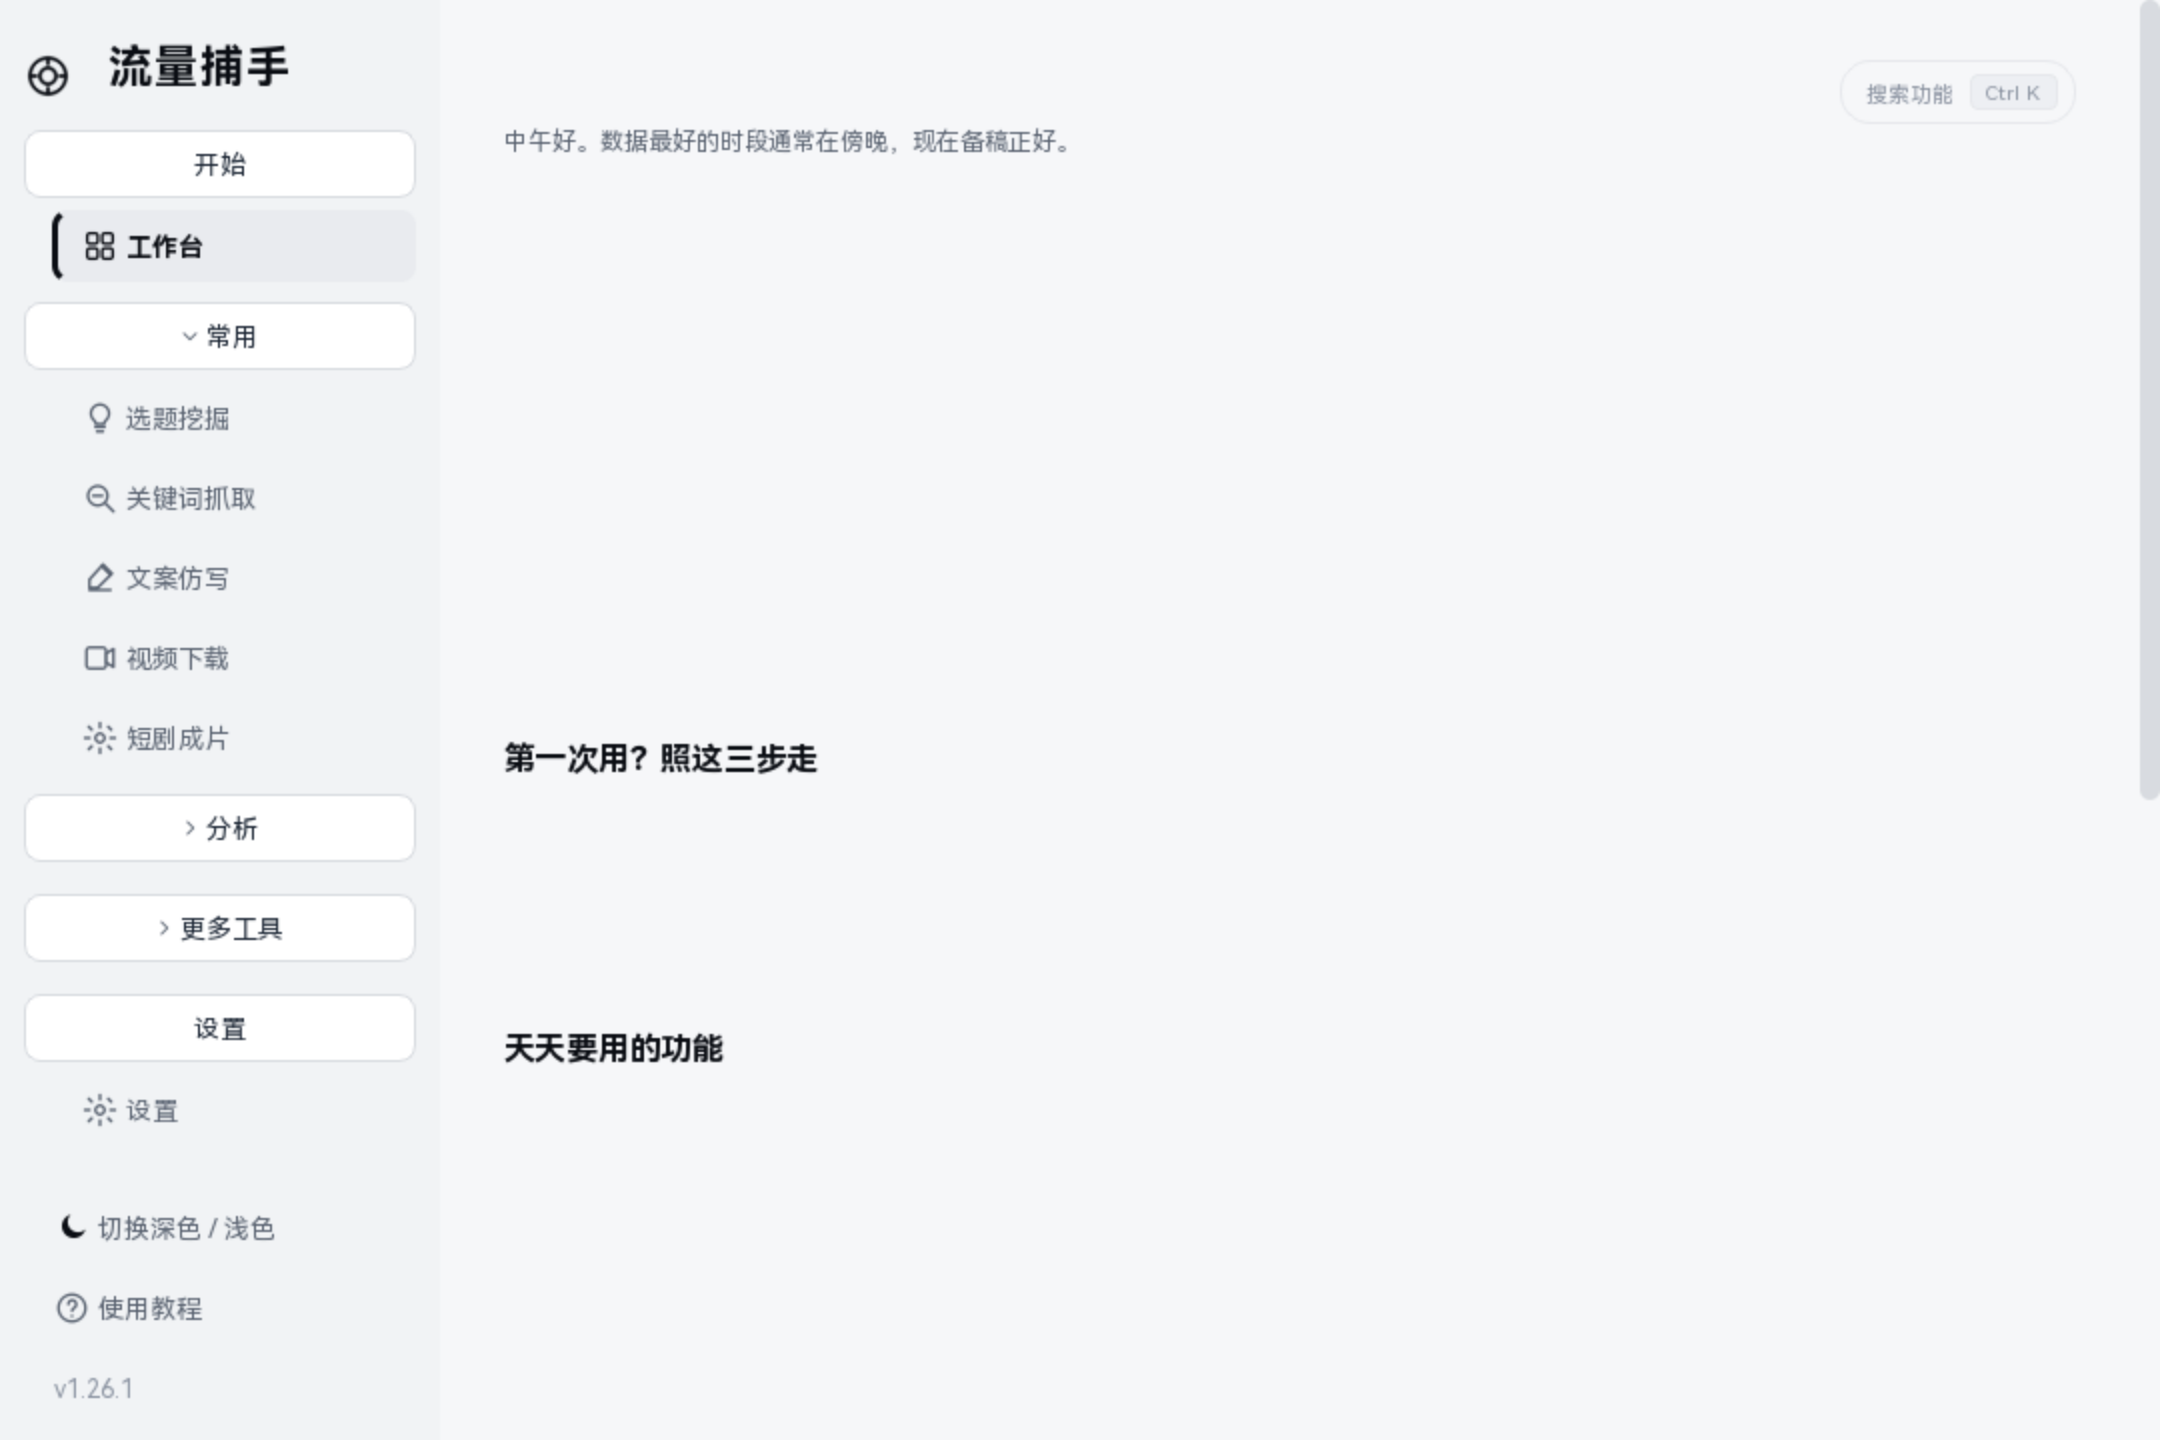 流量捕手
开始
工作台
常用
选题挖掘
关键词抓取
文案仿写
视频下载
短剧成片
分析
更多工具
设置
设置
切换深色 / 浅色
使用教程
v1.26.1
搜索功能 Ctrl K
中午好。数据最好的时段通常在傍晚，现在备稿正好。
第一次用？照这三步走
天天要用的功能